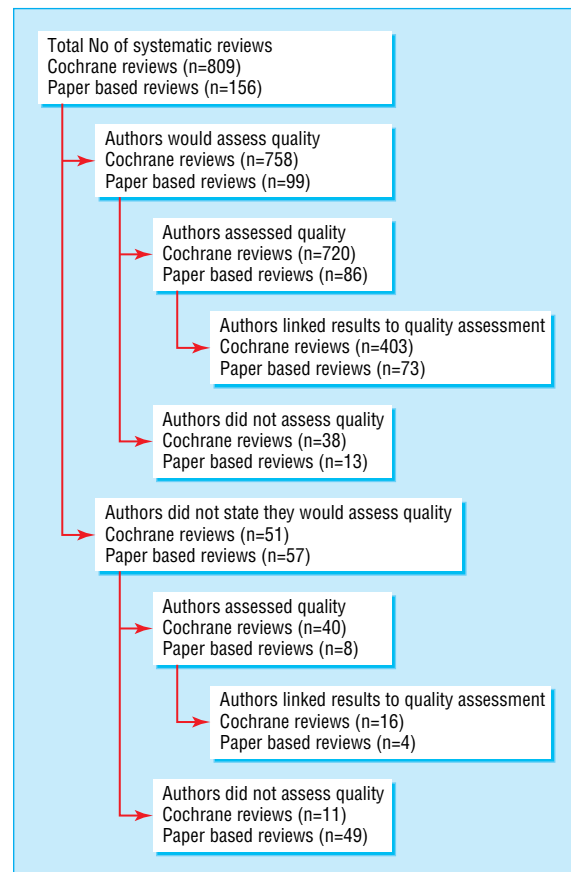 Total No of systematic reviews
Cochrane reviews (n=809)
Paper based reviews (n=156)
Authors would assess quality
Cochrane reviews (n=758)
Paper based reviews (n=99)
Authors assessed quality
Cochrane reviews (n=720)
Paper based reviews (n=86)
Authors linked results to quality assessment
Cochrane reviews (n=403)
Paper based reviews (n=73)
Authors did not assess quality
Cochrane reviews (n=38)
Paper based reviews (n=13)
Authors did not state they would assess quality
Cochrane reviews (n=51)
Paper based reviews (n=57)
Authors assessed quality
Cochrane reviews (n=40)
Paper based reviews (n=8)
Authors linked results to quality assessment
Cochrane reviews (n=16)
Paper based reviews (n=4)
Authors did not assess quality
Cochrane reviews (n=11)
Paper based reviews (n=49)